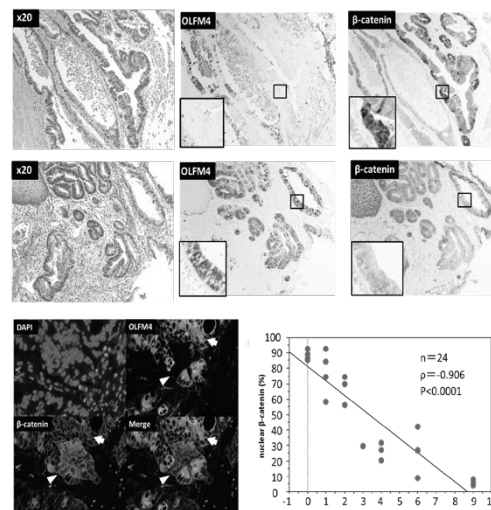 x20
OLFM4
β-catenin
x20
OLFM4
β-catenin
DAPI
OLFM4
β-catenin
Merge
nuclear β-catenin (%)
100
90
80
70
60
50
40
30
20
10
0
n=24
ρ=-0.906
P<0.0001
-1 0 1 2 3 4 5 6 7 8 9 1